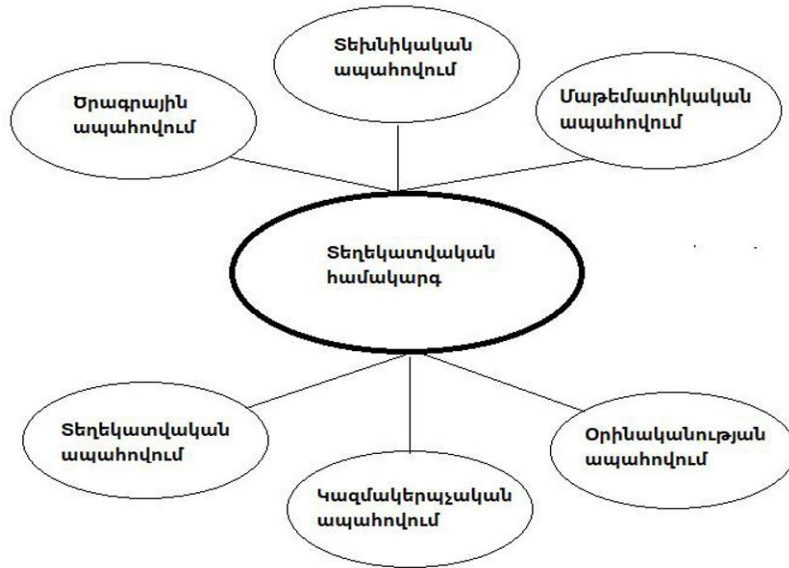 Տեխնիկական
ապահովում
Ծրագրային
ապահովում
Մաթեմատիկական
ապահովում
Տեղեկատվական
համակարգ
Տեղեկատվական
ապահովում
Օրինականության
ապահովում
Կազմակերպչական
ապահովում